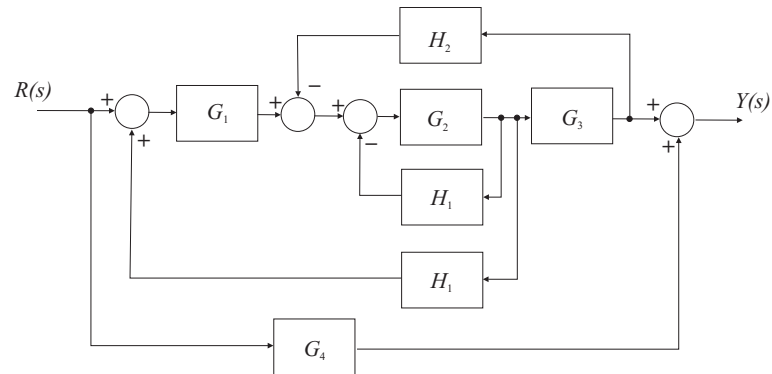 H₂
−
R(s)
+
+
G₁
+
+
−
G₂
G₃
+
+
Y(s)
H₁
H₁
G₄